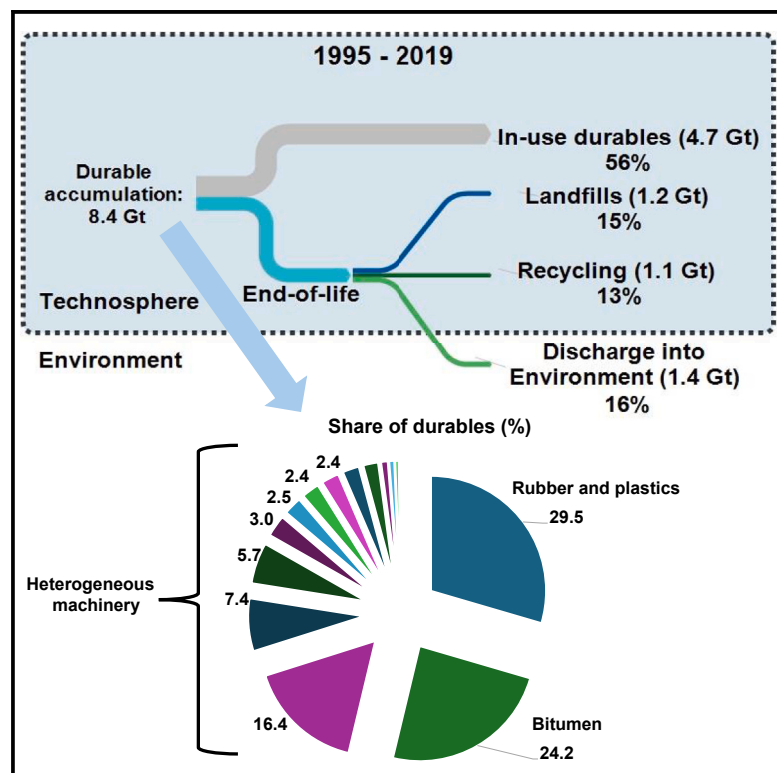 1995 - 2019
Durable
accumulation:
8.4 Gt
In-use durables (4.7 Gt)
56%
Landfills (1.2 Gt)
15%
Recycling (1.1 Gt)
13%
End-of-life
Technosphere
Environment
Discharge into
Environment (1.4 Gt)
16%
Share of durables (%)
Rubber and plastics
29.5
2.4
2.4
2.5
3.0
5.7
7.4
16.4
Heterogeneous
machinery
Bitumen
24.2